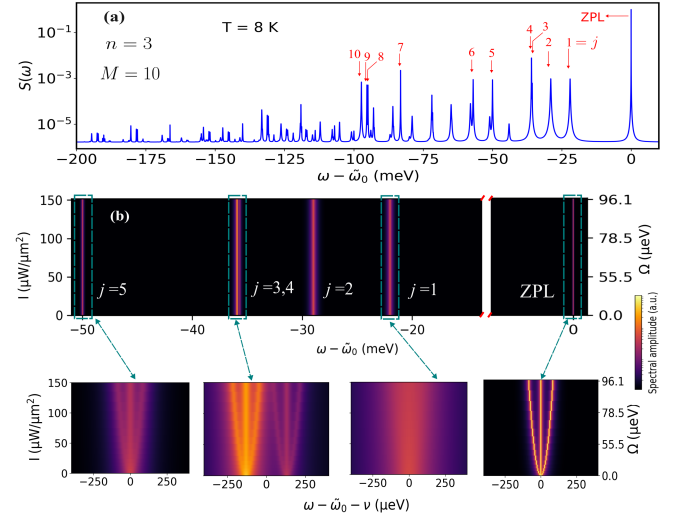 (a)
n = 3
M = 10
T = 8 K
ZPL
10 9 8 7 6 5 4 3 2 1 = j
S(ω)
10⁻¹
10⁻³
10⁻⁵
−200 −175 −150 −125 −100 −75 −50 −25 0
ω − ω̃₀ (meV)
(b)
I (μW/μm²)
150
100
50
0
j =5 j =3,4 j =2 j =1 ZPL
96.1
78.5
55.5
0.0
Ω (μeV)
−50 −40 −30 −20 0
ω − ω̃₀ (meV)
Spectral amplitude (a.u.)
I (μW/μm²)
150
100
50
0
96.1
78.5
55.5
0.0
Ω (μeV)
−250 0 250 −250 0 250 −250 0 250 −250 0 250
ω − ω̃₀ − ν (μeV)